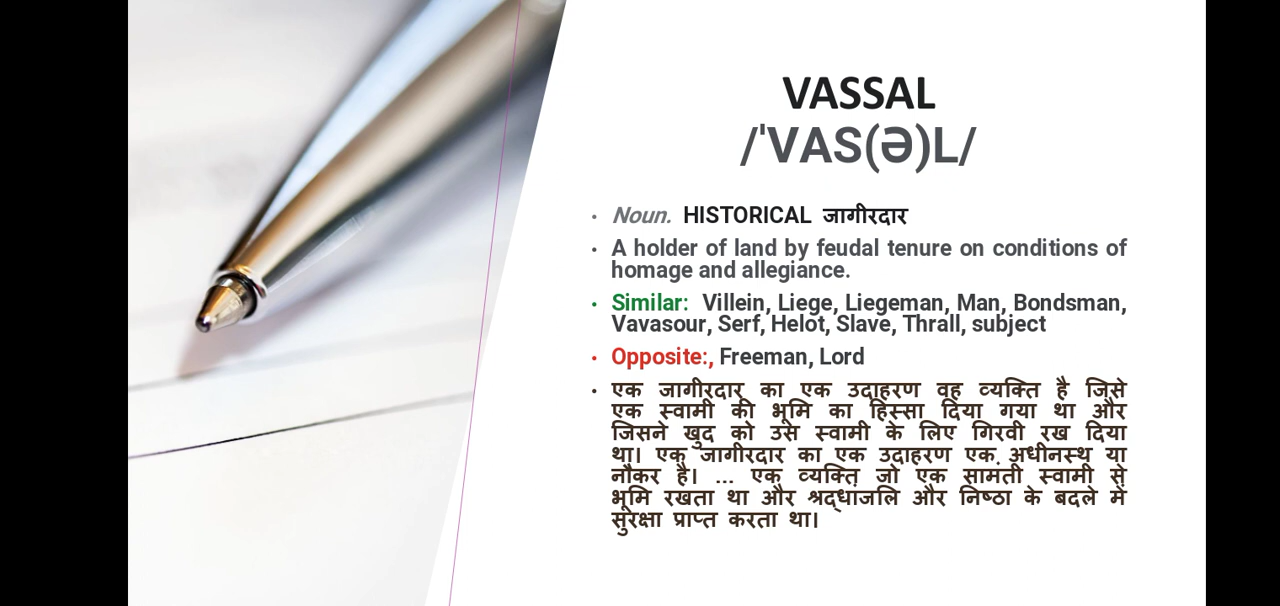 VASSAL
/ˈVAS(Ə)L/
• Noun. HISTORICAL जागीरदार
• A holder of land by feudal tenure on conditions of
homage and allegiance.
• Similar: Villein, Liege, Liegeman, Man, Bondsman,
Vavasour, Serf, Helot, Slave, Thrall, subject
• Opposite:, Freeman, Lord
• एक जागीरदार का एक उदाहरण वह व्यक्ति है जिसे
एक स्वामी की भूमि का हिस्सा दिया गया था और
जिसने खुद को उस स्वामी के लिए गिरवी रख दिया
था। एक जागीरदार का एक उदाहरण एक अधीनस्थ या
नौकर है। ... एक व्यक्ति जो एक सामंती स्वामी से
भूमि रखता था और श्रद्धांजलि और निष्ठा के बदले में
सुरक्षा प्राप्त करता था।